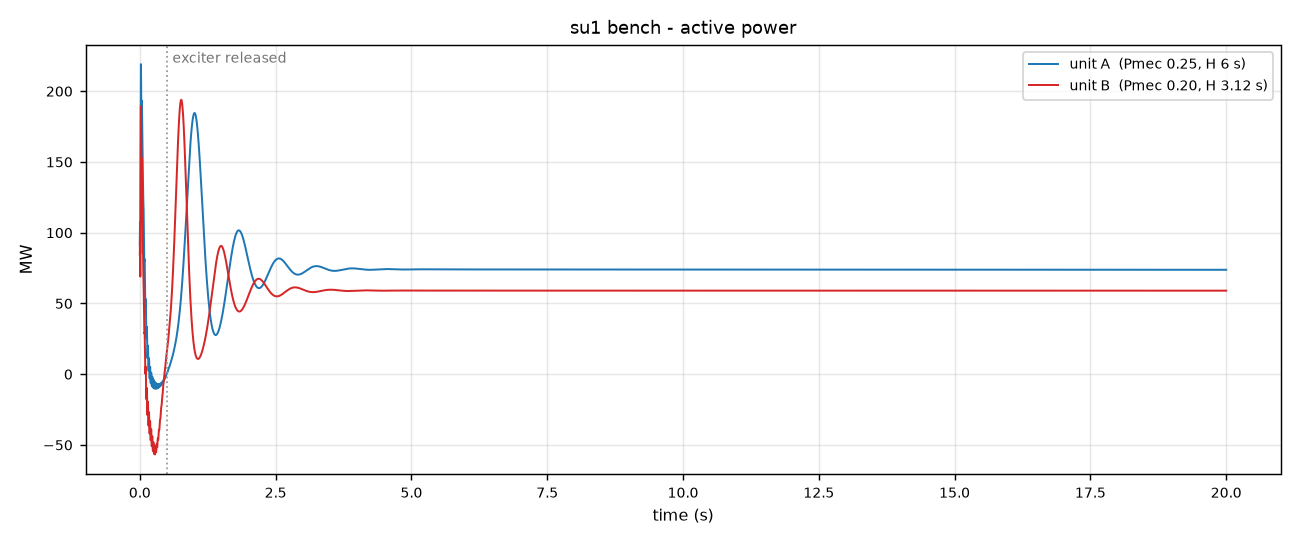 su1 bench - active power
exciter released
unit A  (Pmec 0.25, H 6 s)
unit B  (Pmec 0.20, H 3.12 s)
MW
200
150
100
50
0
−50
0.0
2.5
5.0
7.5
10.0
12.5
15.0
17.5
20.0
time (s)